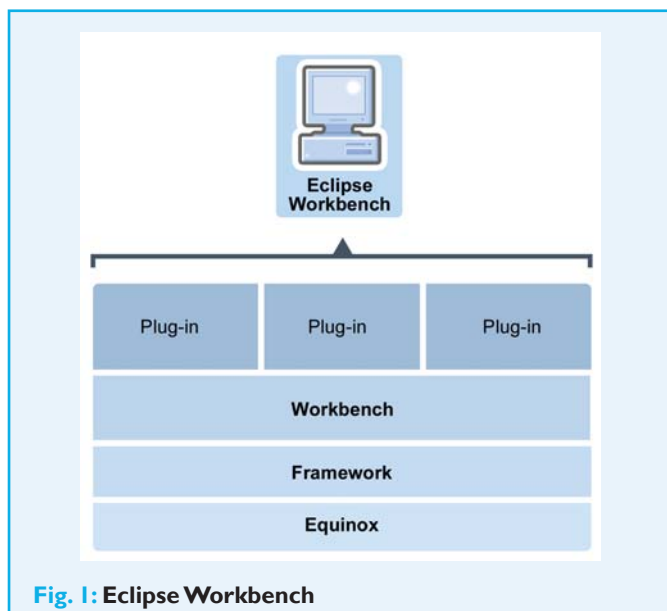 Eclipse
Workbench
Plug-in Plug-in Plug-in
Workbench
Framework
Equinox
Fig. 1: Eclipse Workbench